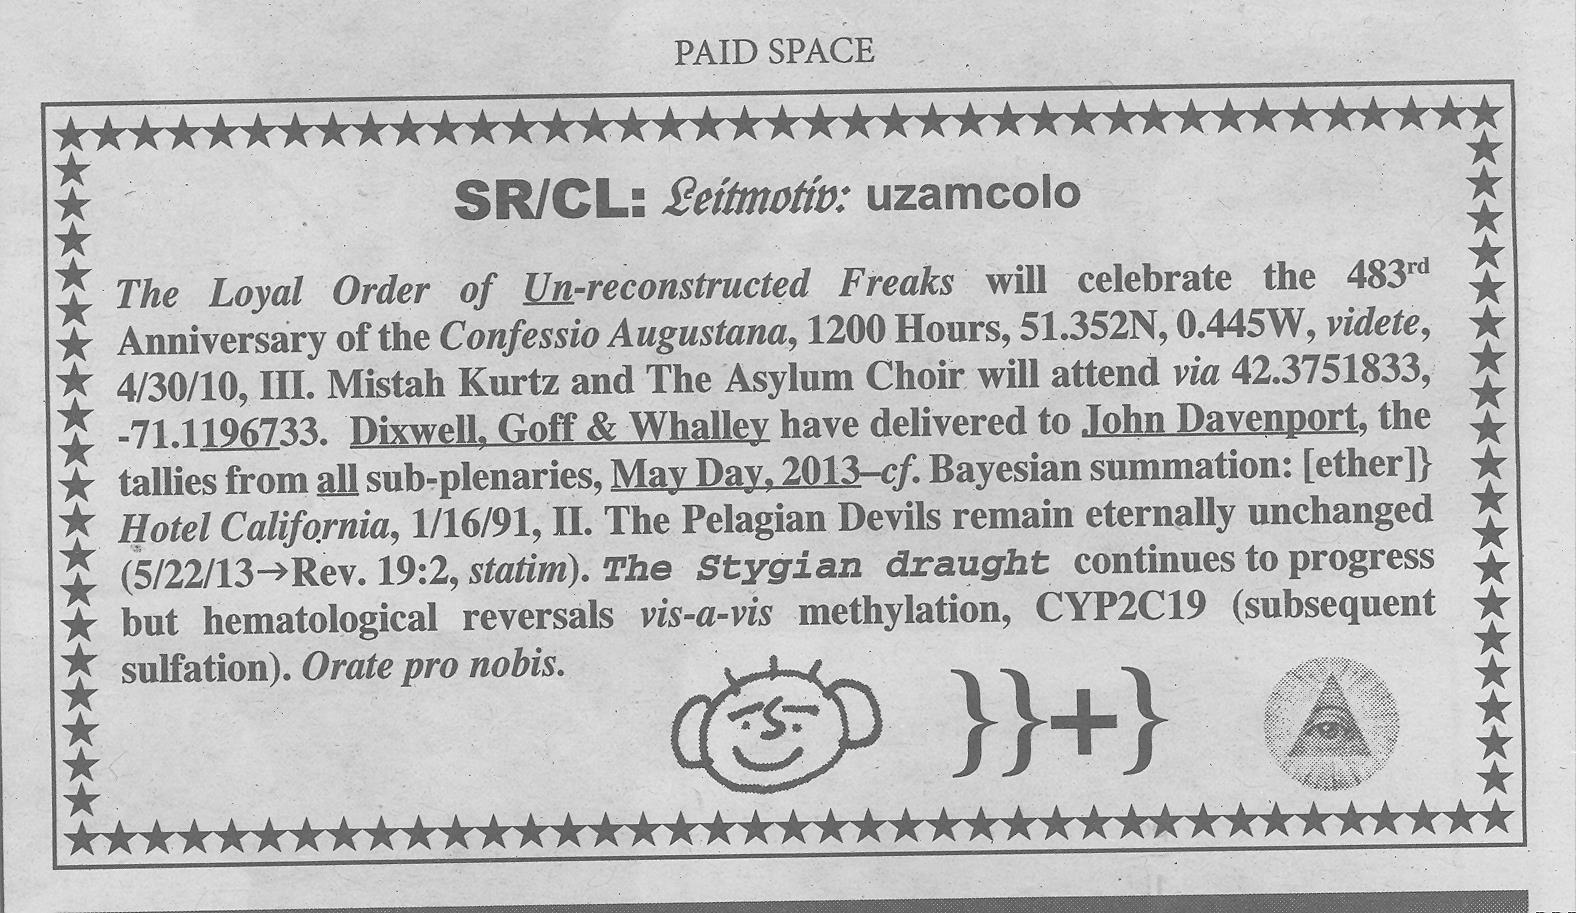 PAID SPACE
SR/CL: Leitmotiv: uzamcolo
The Loyal Order of Un-reconstructed Freaks will celebrate the 483rd
Anniversary of the Confessio Augustana, 1200 Hours, 51.352N, 0.445W, videte,
4/30/10, III. Mistah Kurtz and The Asylum Choir will attend via 42.3751833,
-71.1196733. Dixwell, Goff & Whalley have delivered to John Davenport, the
tallies from all sub-plenaries, May Day, 2013–cf. Bayesian summation: [ether]}
Hotel California, 1/16/91, II. The Pelagian Devils remain eternally unchanged
(5/22/13→Rev. 19:2, statim). The Stygian draught continues to progress
but hematological reversals vis-a-vis methylation, CYP2C19 (subsequent
sulfation). Orate pro nobis.
}}+}